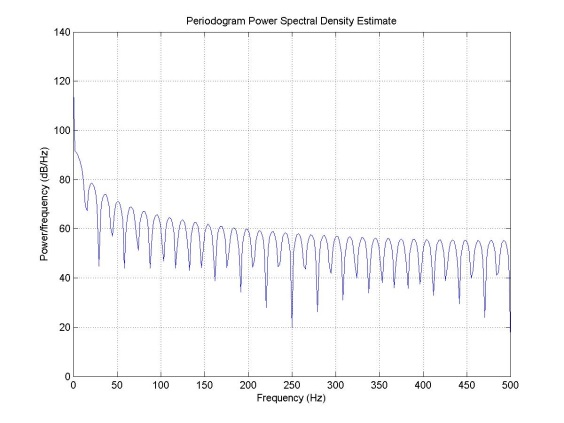 Periodogram Power Spectral Density Estimate
140
120
100
80
60
40
20
0
Power/frequency (dB/Hz)
0 50 100 150 200 250 300 350 400 450 500
Frequency (Hz)